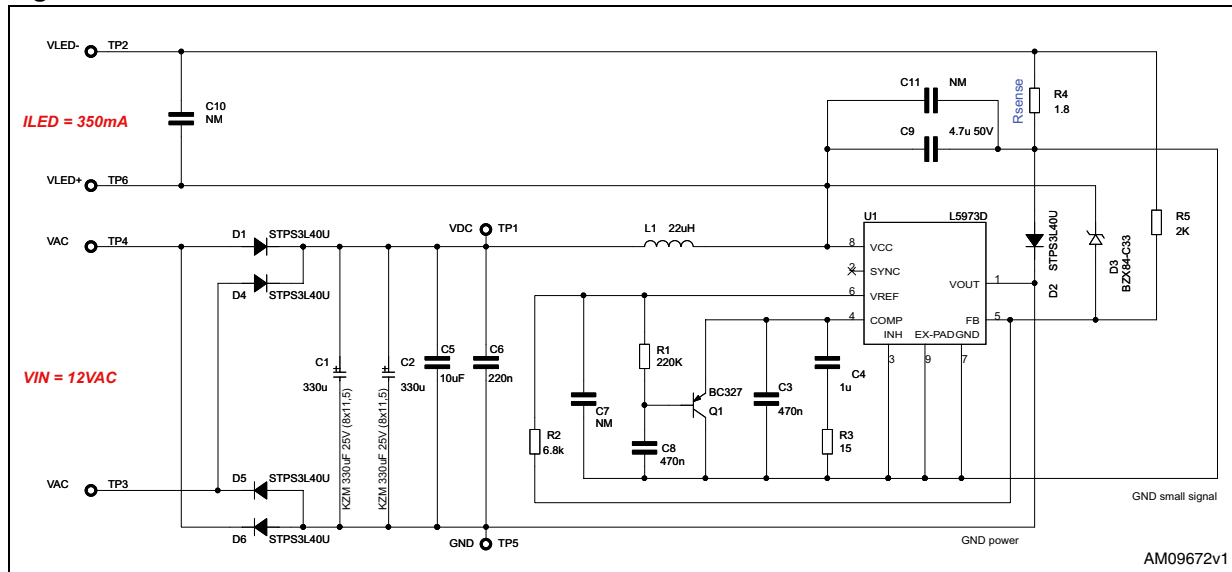 VLED- TP2
C10
NM
ILED = 350mA
VLED+ TP6
C11 NM
C9 4.7u 50V
Rsense
R4
1.8
VAC TP4
D1 STPS3L40U
D4 STPS3L40U
VDC TP1
L1 22uH
U1 L5973D
8 VCC
2 SYNC
6 VREF
4 COMP
VOUT 1
FB 5
INH EX-PAD GND
3 9 7
D2
STPS3L40U
D3
BZX84-C33
R5
2K
VIN = 12VAC
C1
330u
KZM 330uF 25V (8x11,5)
C2
330u
KZM 330uF 25V (8x11,5)
C5
10uF
C6
220n
R2
6.8k
C7
NM
R1
220K
C8
470n
BC327
Q1
C3
470n
C4
1u
R3
15
VAC TP3
D5 STPS3L40U
D6 STPS3L40U
GND TP5
GND small signal
GND power
AM09672v1